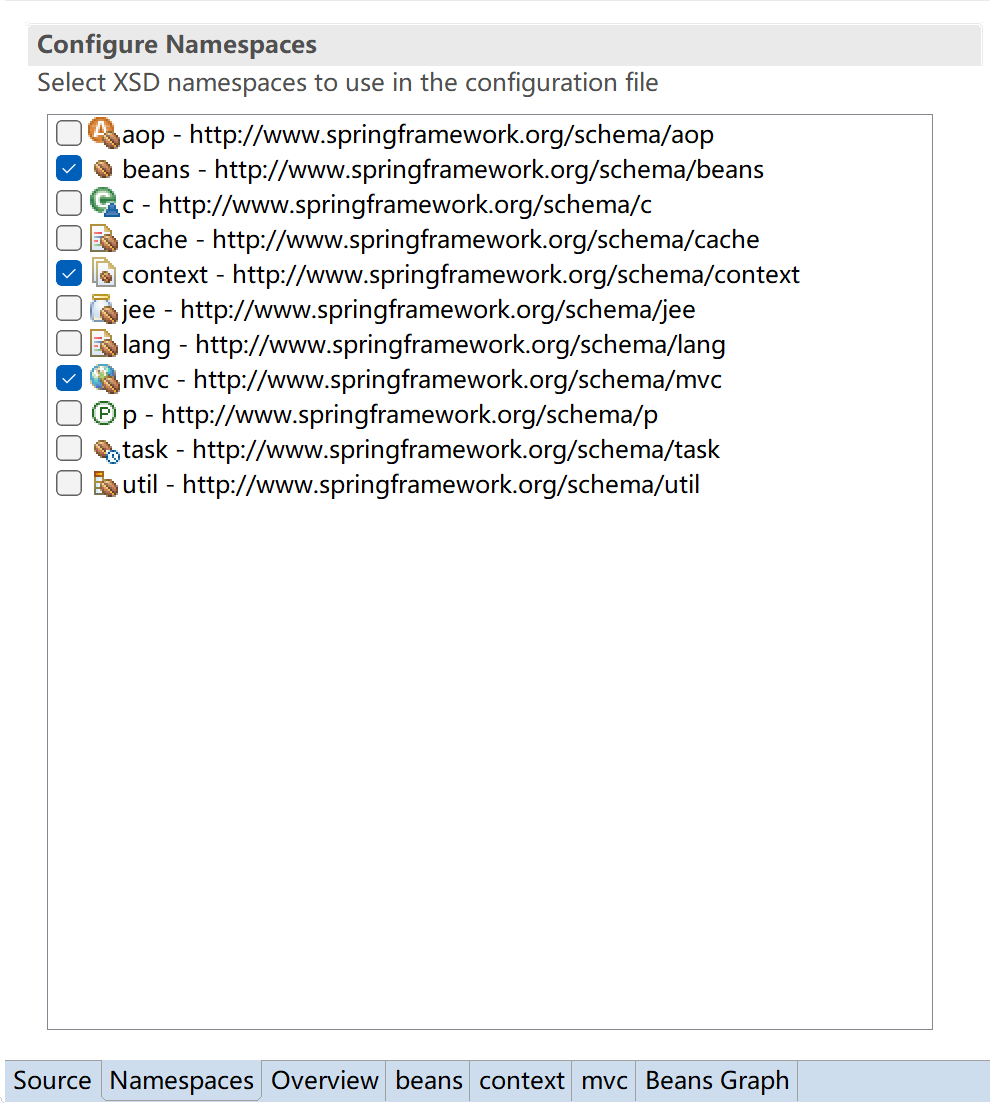 Configure Namespaces
Select XSD namespaces to use in the configuration file
aop - http://www.springframework.org/schema/aop
beans - http://www.springframework.org/schema/beans
c - http://www.springframework.org/schema/c
cache - http://www.springframework.org/schema/cache
context - http://www.springframework.org/schema/context
jee - http://www.springframework.org/schema/jee
lang - http://www.springframework.org/schema/lang
mvc - http://www.springframework.org/schema/mvc
p - http://www.springframework.org/schema/p
task - http://www.springframework.org/schema/task
util - http://www.springframework.org/schema/util
Source Namespaces Overview beans context mvc Beans Graph